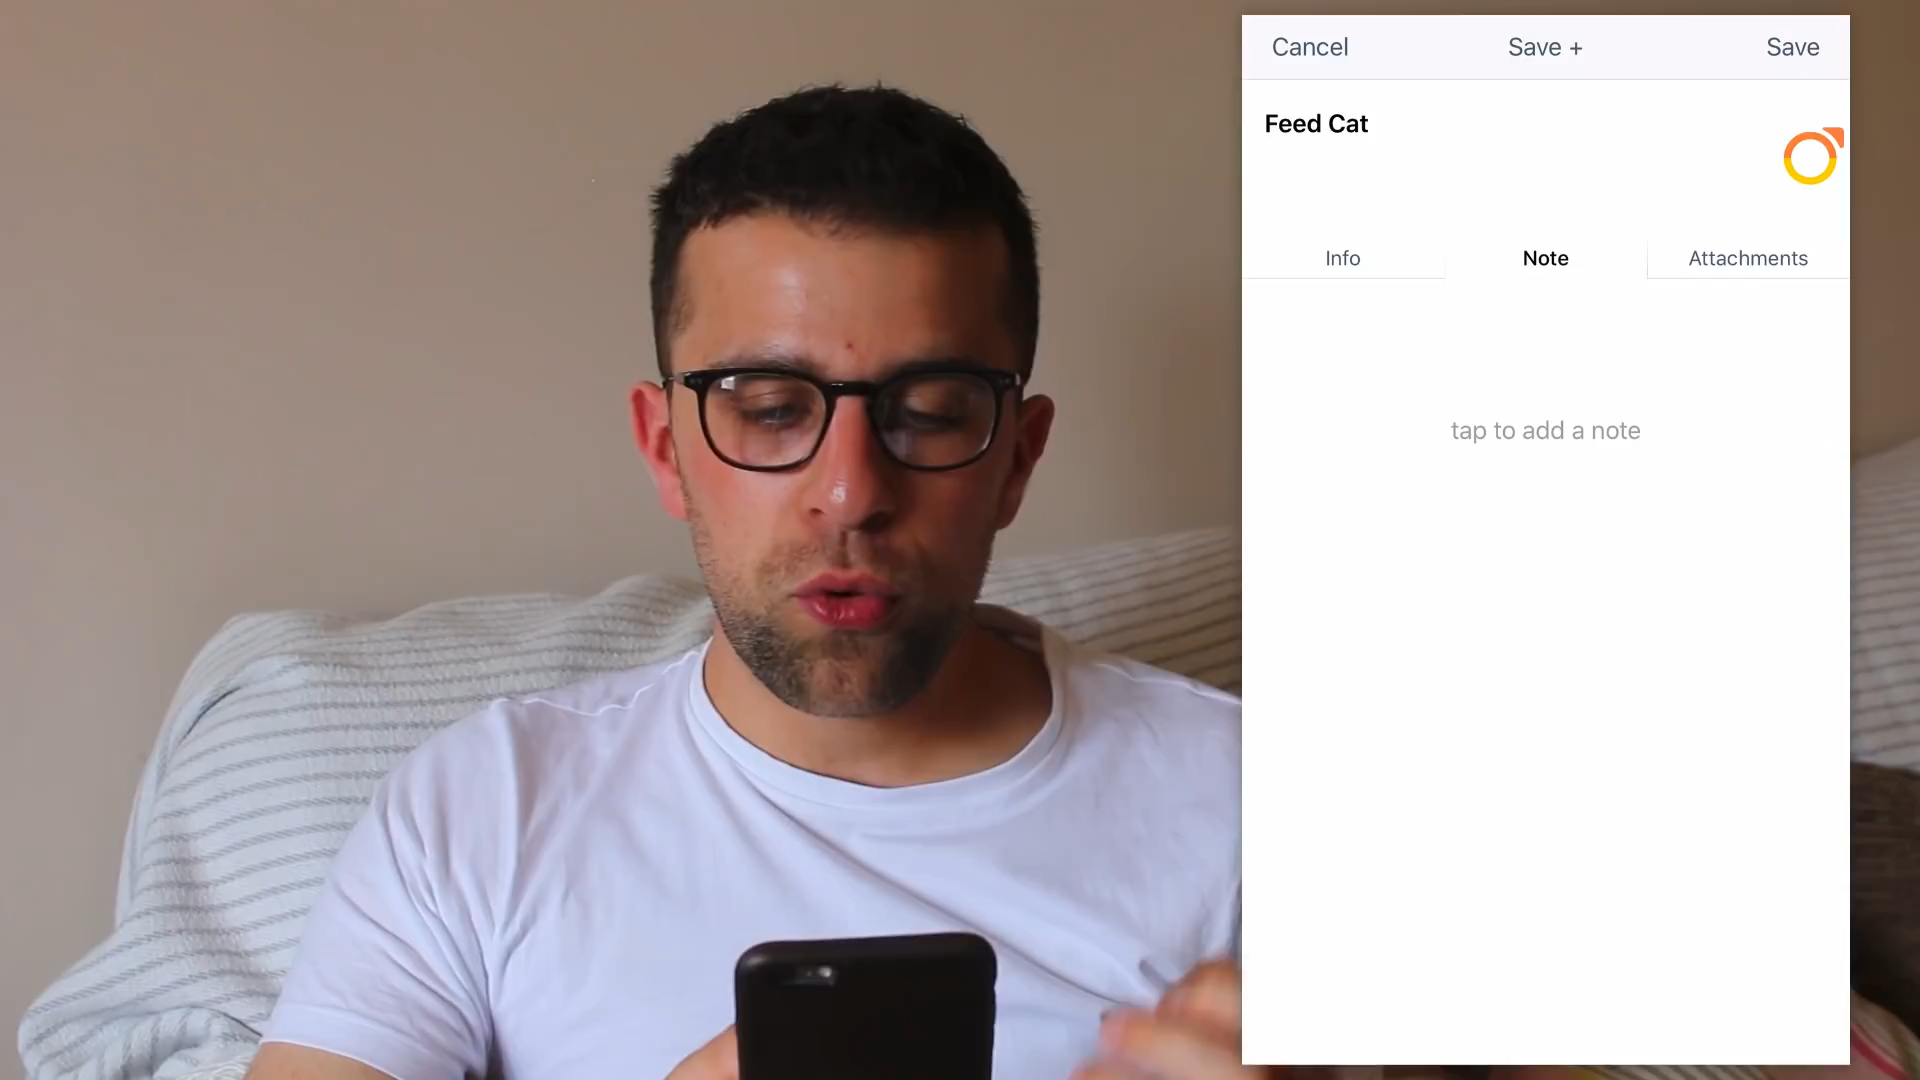 Cancel Save + Save
Feed Cat
Info Note Attachments
tap to add a note